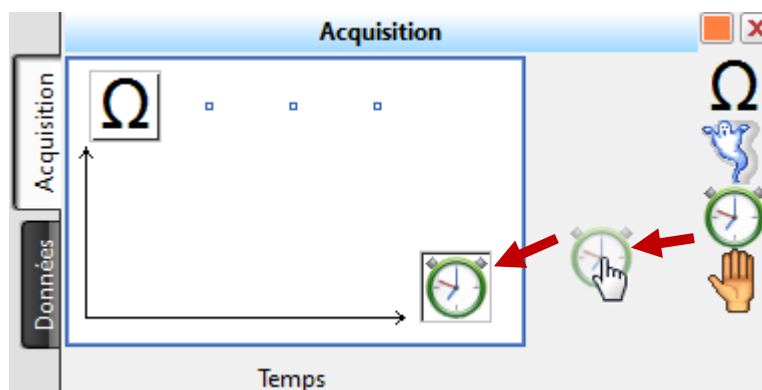 Acquisition
Acquisition
Ω
Ω
Données
Temps